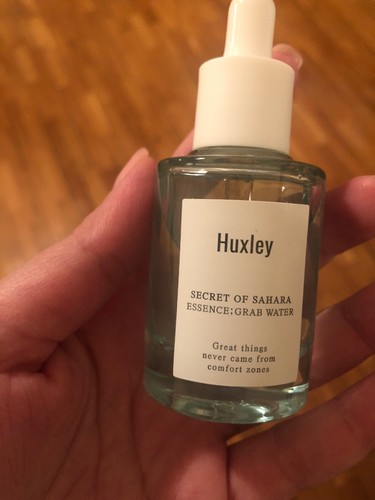 Huxley
SECRET OF SAHARA
ESSENCE;GRAB WATER
Great things
never came from
comfort zones